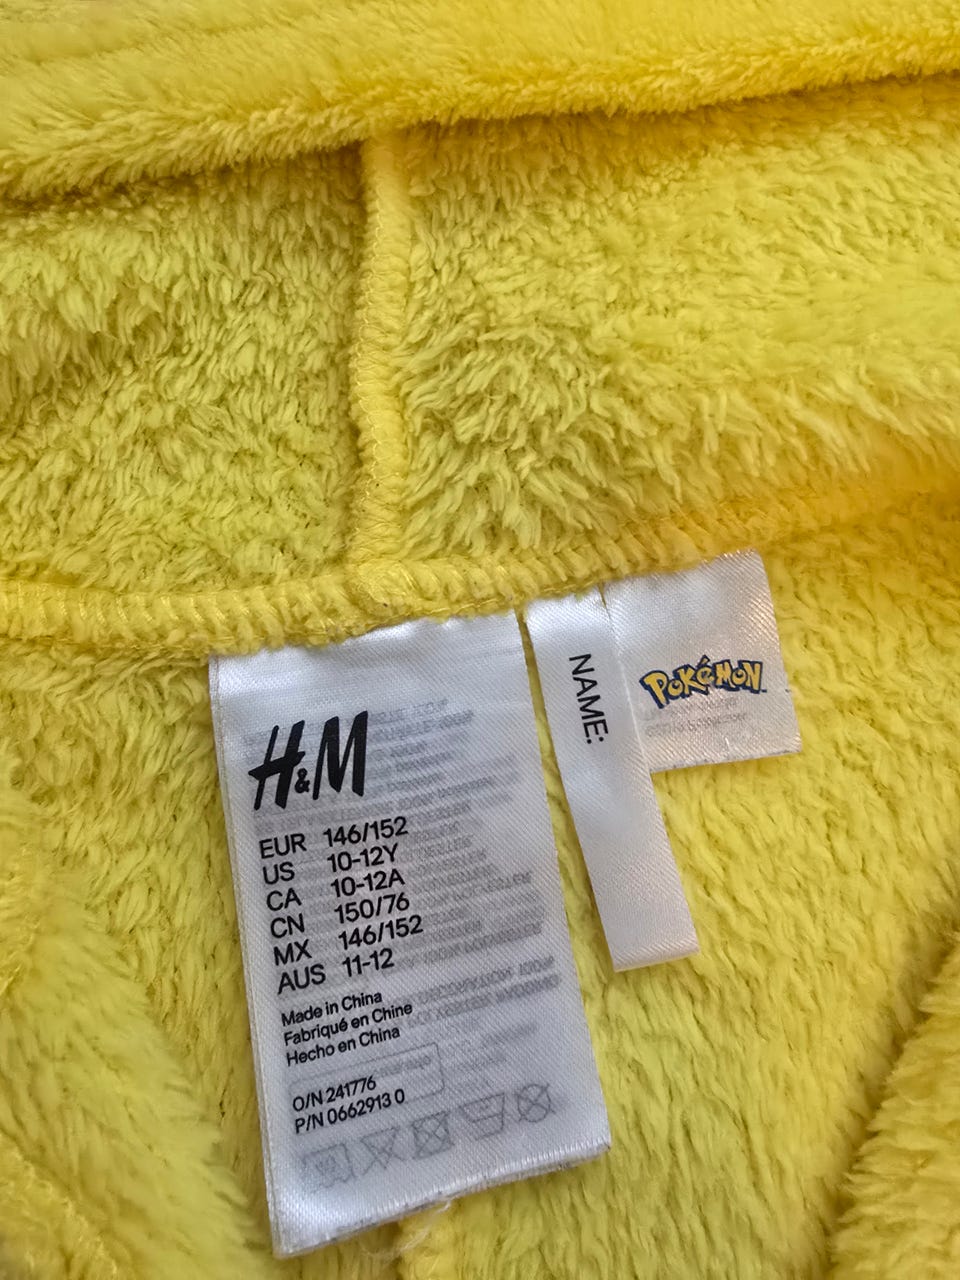 H&M
EUR 146/152
US 10-12Y
CA 10-12A
CN 150/76
MX 146/152
AUS 11-12
Made in China
Fabriqué en Chine
Hecho en China
O/N 241776
P/N 0662913 0
NAME:
POKéMON